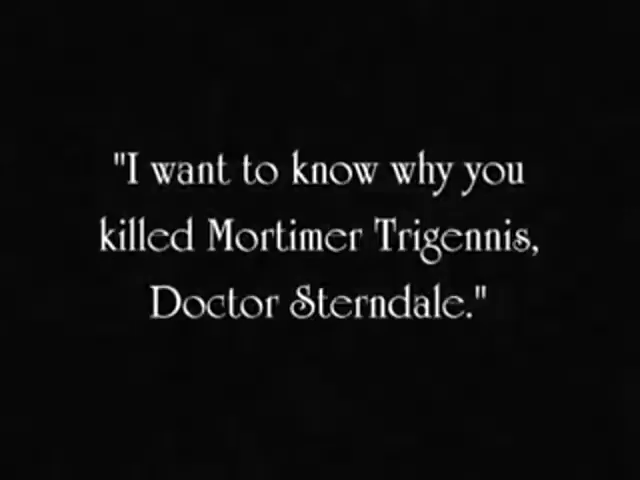 "I want to know why you
killed Mortimer Trigennis,
Doctor Sterndale."